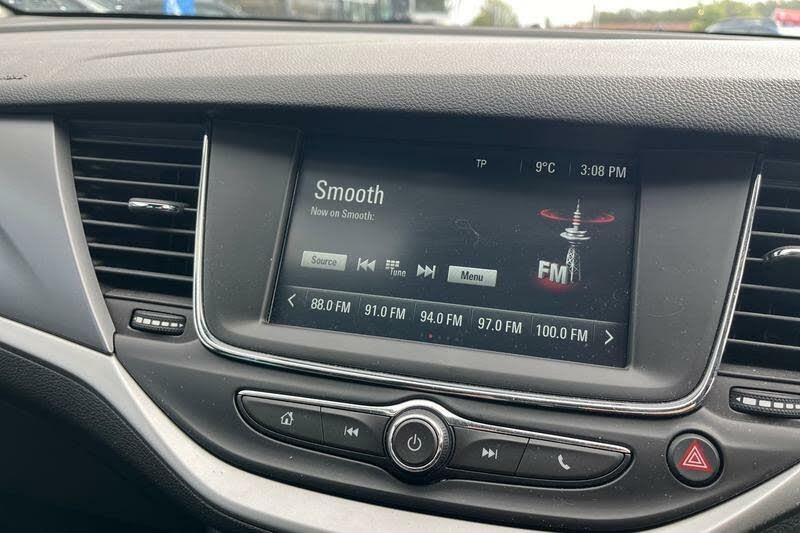 TP 9°C 3:08 PM
Smooth
Now on Smooth:
FM
Source Tune Menu
88.0 FM 91.0 FM 94.0 FM 97.0 FM 100.0 FM